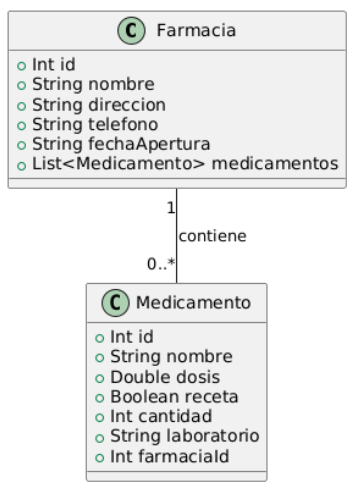 C Farmacia
Int id
String nombre
String direccion
String telefono
String fechaApertura
List<Medicamento> medicamentos
1
contiene
0..*
C Medicamento
Int id
String nombre
Double dosis
Boolean receta
Int cantidad
String laboratorio
Int farmaciaId